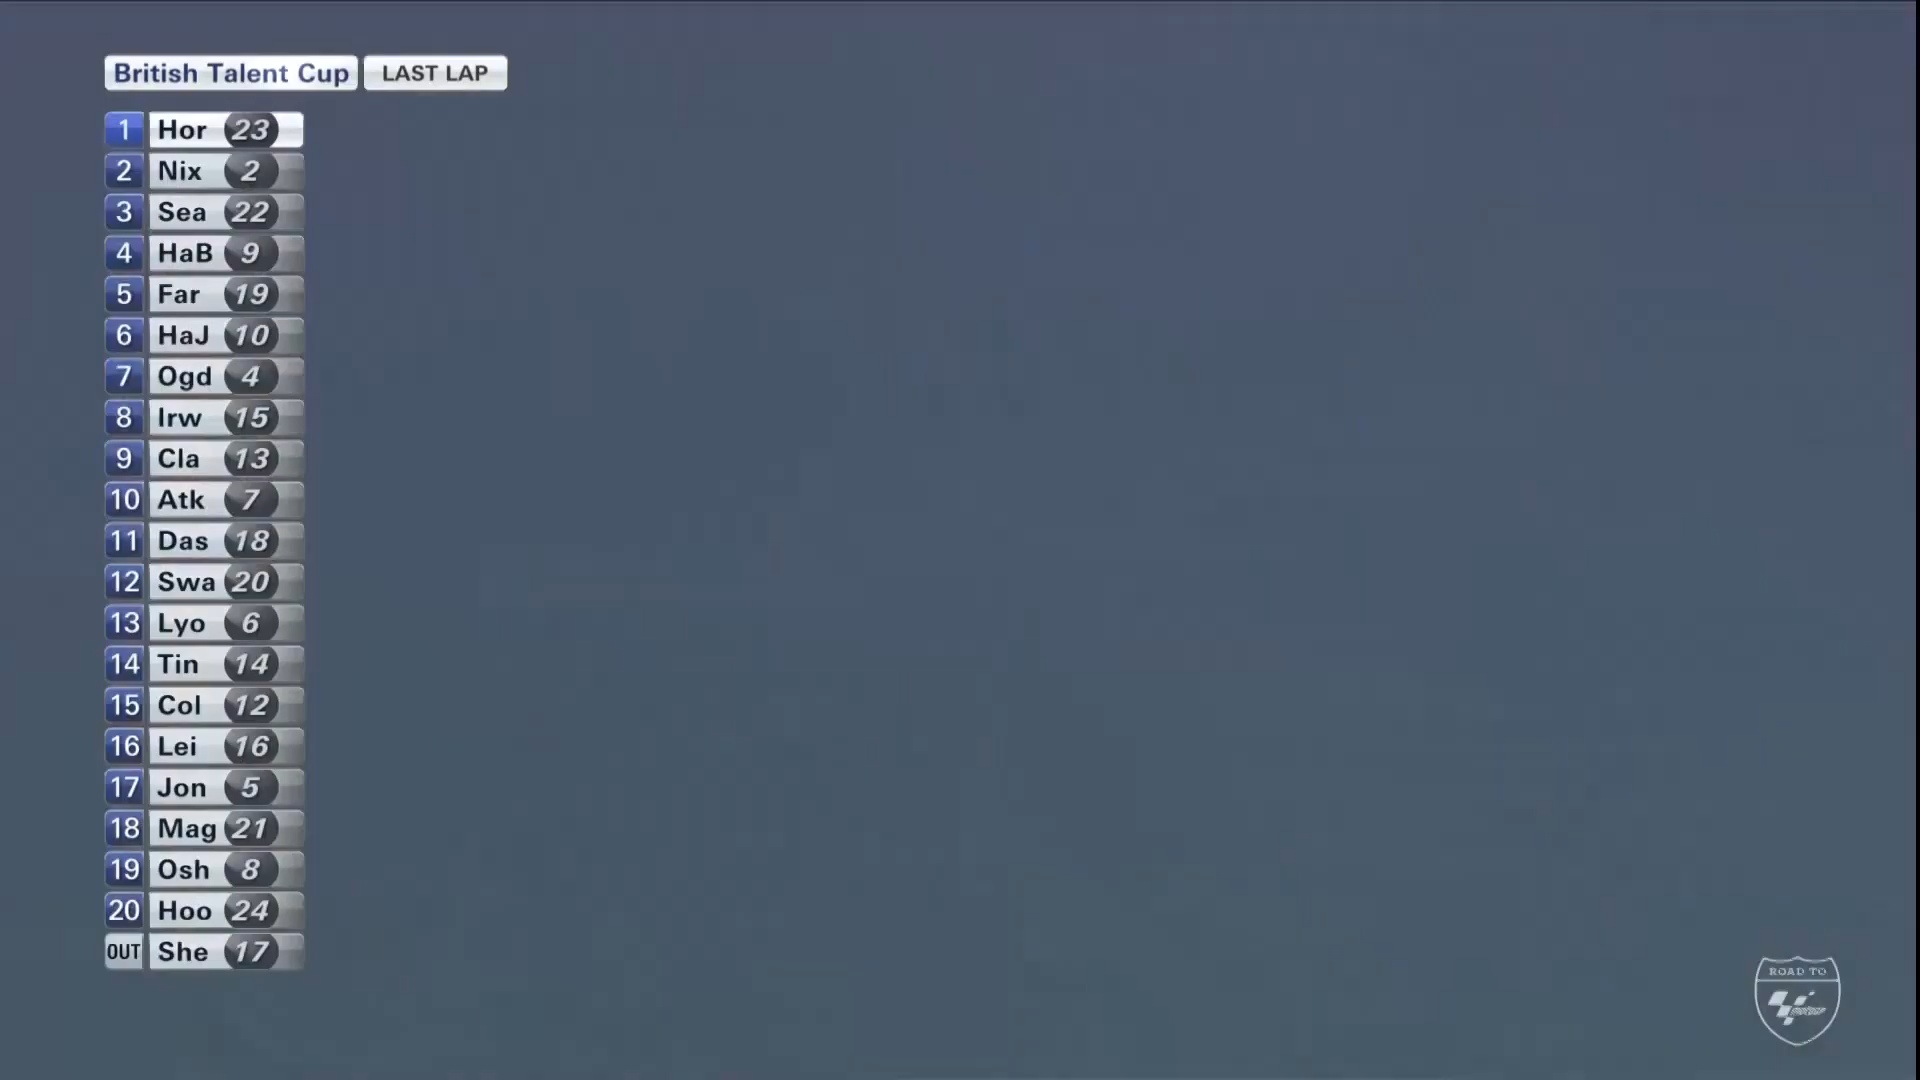 British Talent Cup LAST LAP
1 Hor 23
2 Nix 2
3 Sea 22
4 HaB 9
5 Far 19
6 HaJ 10
7 Ogd 4
8 Irw 15
9 Cla 13
10 Atk 7
11 Das 18
12 Swa 20
13 Lyo 6
14 Tin 14
15 Col 12
16 Lei 16
17 Jon 5
18 Mag 21
19 Osh 8
20 Hoo 24
OUT She 17
ROAD TO